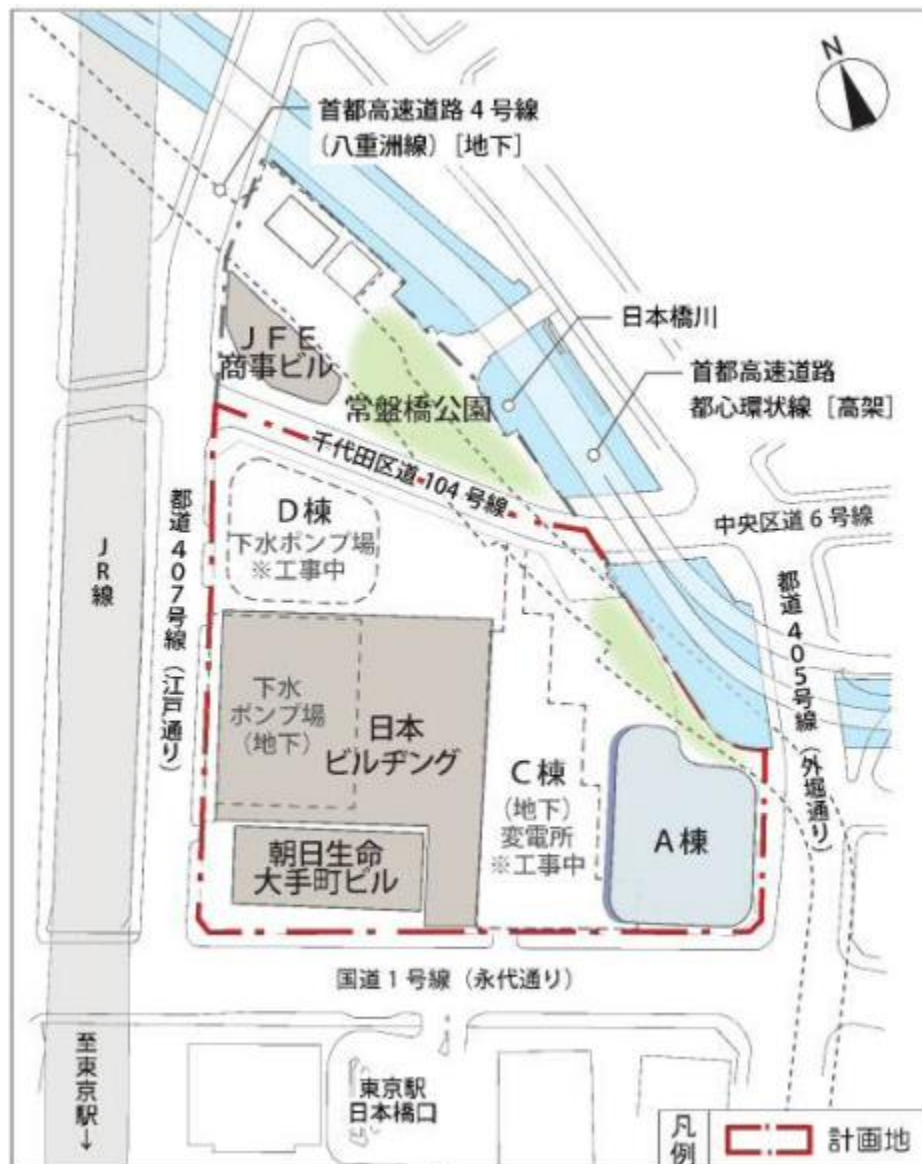 N
首都高速道路4号線
(八重洲線)[地下]
日本橋川
JFE
商事ビル
首都高速道路
都心環状線[高架]
常盤橋公園
千代田区道104号線
中央区道6号線
D棟
下水ポンプ場
※工事中
JR線
都道407号線(江戸通り)
都道405号線(外堀通り)
下水
ポンプ場
(地下)
日本
ビルヂング
C棟
(地下)
変電所
※工事中
A棟
朝日生命
大手町ビル
国道1号線(永代通り)
至東京駅↓
東京駅
日本橋口
凡例
計画地